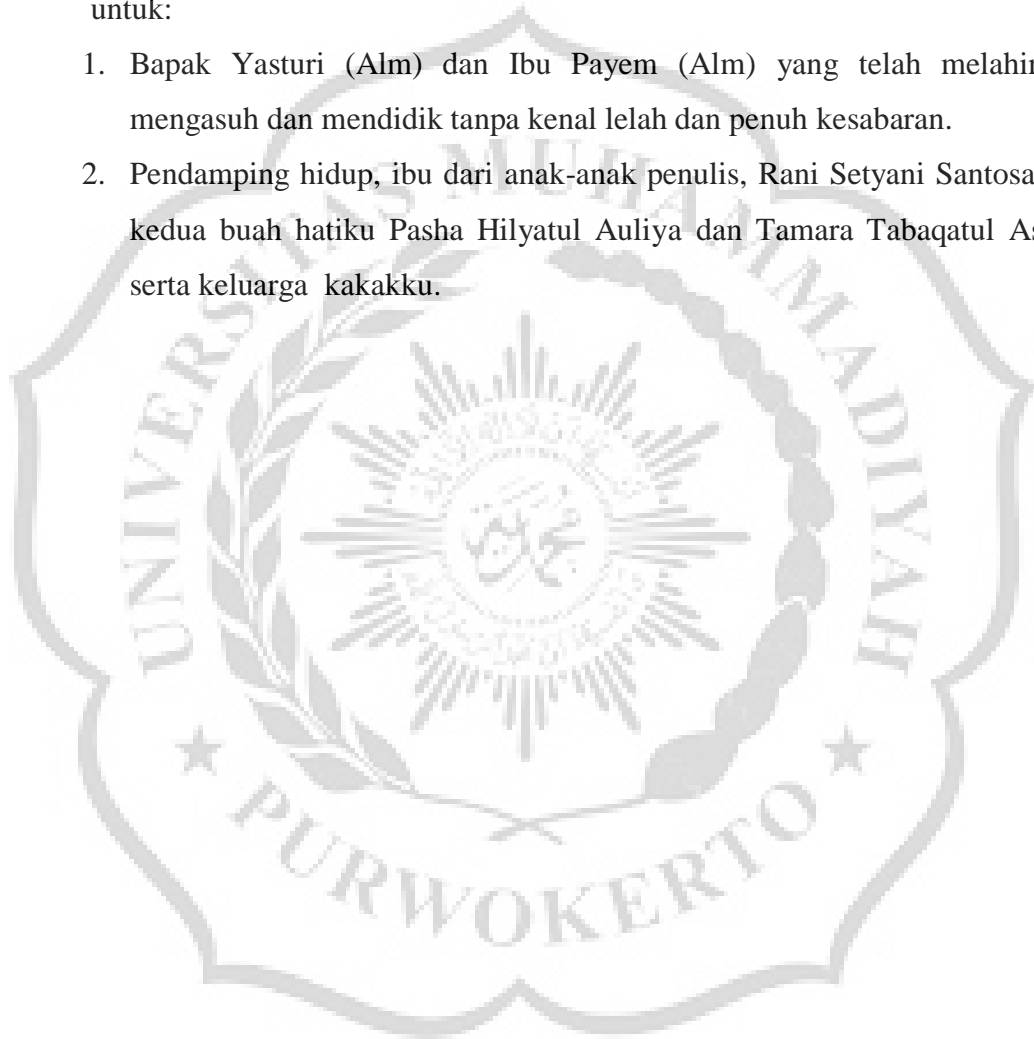 untuk:
1. Bapak Yasturi (Alm) dan Ibu Payem (Alm) yang telah
mengasuh dan mendidik tanpa kenal lelah dan penuh kesabaran.
2. Pendamping hidup, ibu dari anak-anak penulis, Rani Setyani Santosa
kedua buah hatiku Pasha Hilyatul Auliya dan Tamara Tabaqatul
serta keluarga kakakku.
UNIVERSITAS MUHAMMADIYAH
★ PURWOKERTO ★